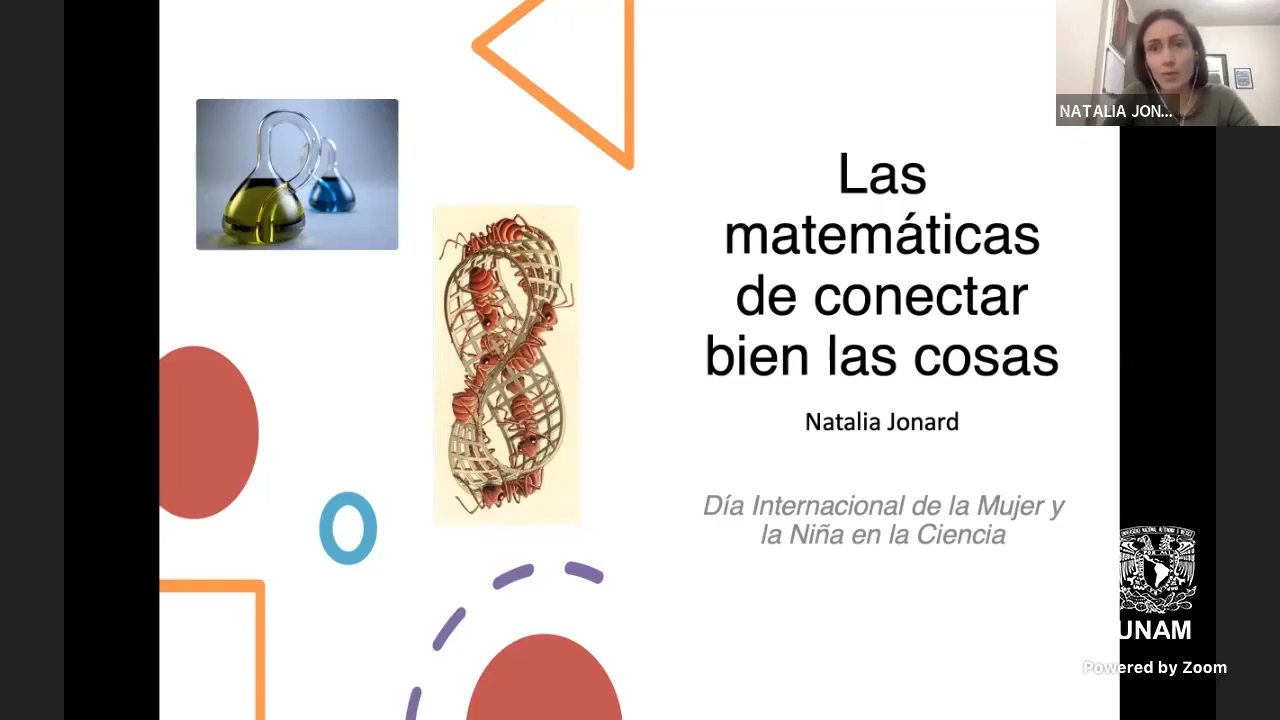 NATALIA JON...
Las
matemáticas
de conectar
bien las cosas
Natalia Jonard
Día Internacional de la Mujer y
la Niña en la Ciencia
UNAM
Powered by Zoom